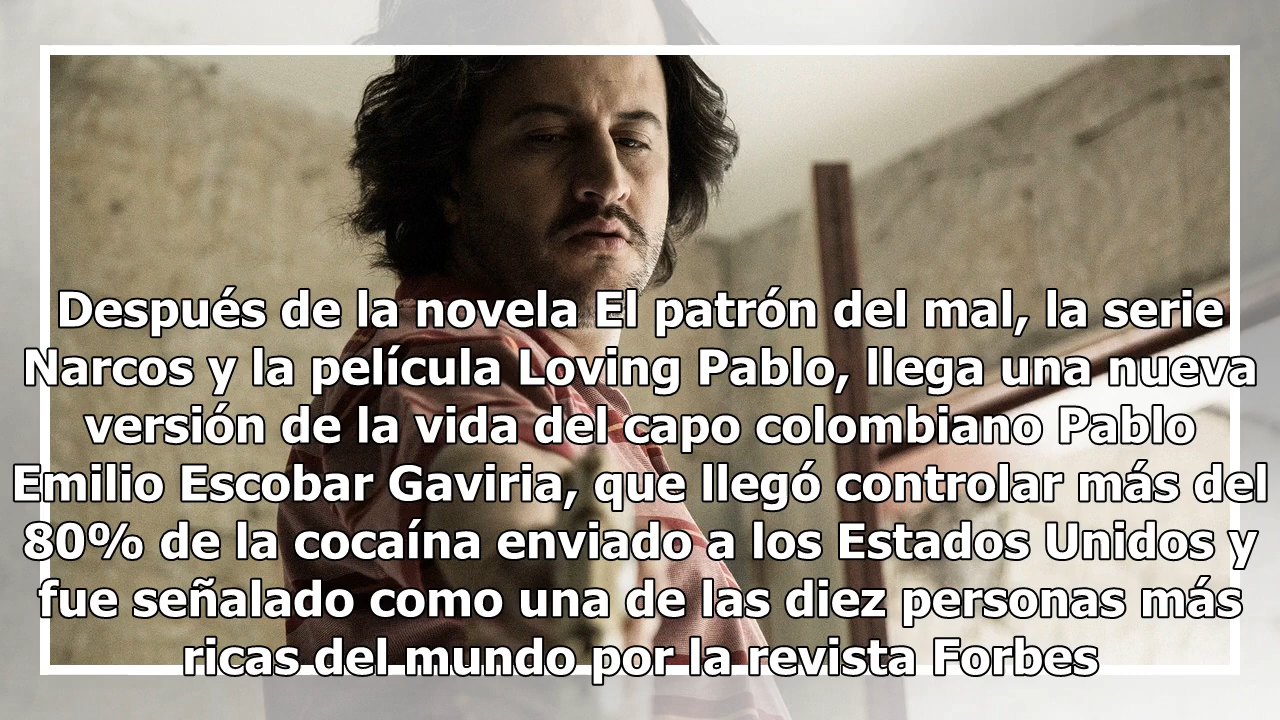 Después de la novela El patrón del mal, la serie
Narcos y la película Loving Pablo, llega una nueva
versión de la vida del capo colombiano Pablo
Emilio Escobar Gaviria, que llegó controlar más del
80% de la cocaína enviado a los Estados Unidos y
fue señalado como una de las diez personas más
ricas del mundo por la revista Forbes